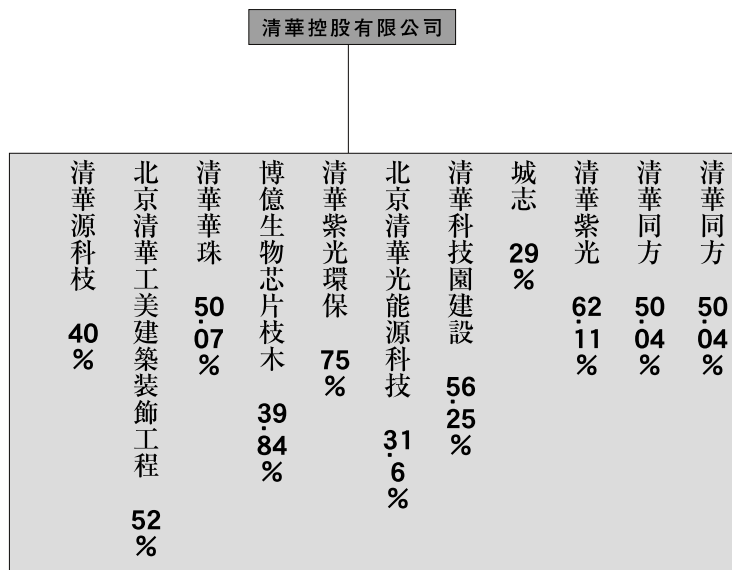 清華控股有限公司
清華同方 50.04%
清華同方 50.04%
清華紫光 62.11%
城志 29%
清華科技園建設 56.25%
北京清華光能源科技 31.6%
清華紫光環保 75%
博億生物芯片枝木 39.84%
清華華珠 50.07%
北京清華工美建築装飾工程 52%
清華源科枝 40%